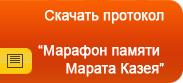 Скачать протокол
“Марафон памяти
Марата Казея”